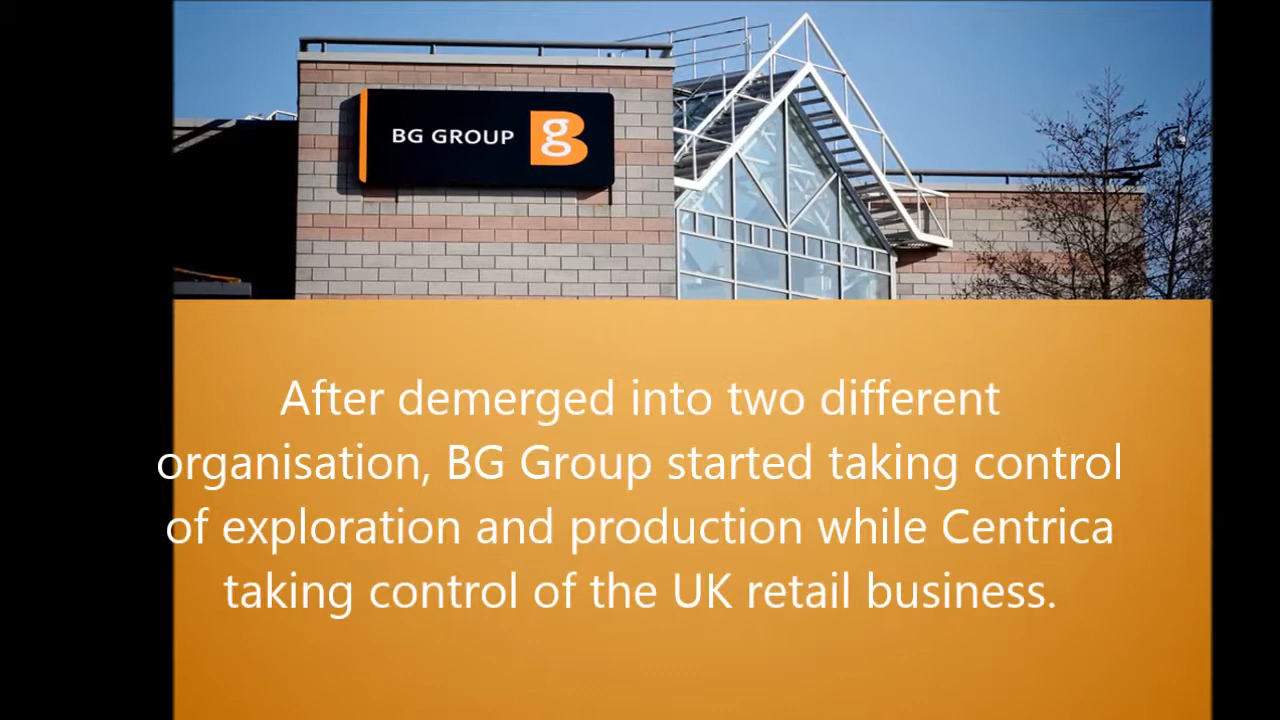 BG GROUP
Bg
After demerged into two different
organisation, BG Group started taking control
of exploration and production while Centrica
taking control of the UK retail business.